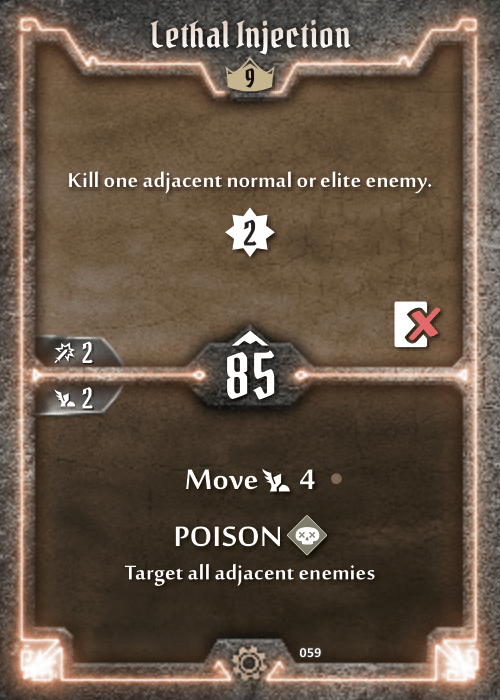 Lethal Injection
9
Kill one adjacent normal or elite enemy.
2
2
85
2
Move 4
POISON
Target all adjacent enemies
059